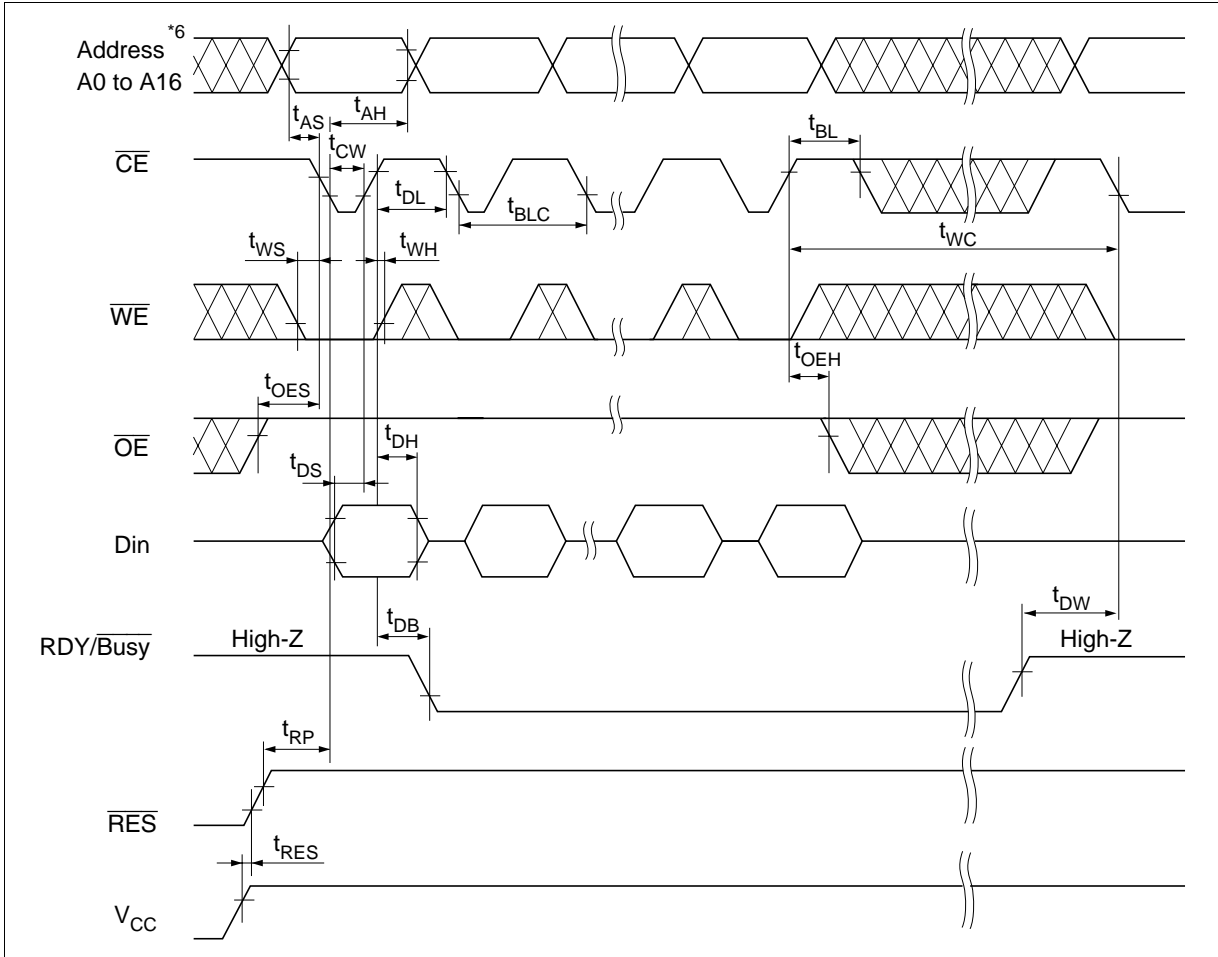 Address *6
A0 to A16
tAS
tAH
tCW
tBL
CE
tDL
tBLC
tWC
tWS
tWH
WE
tOEH
tOES
OE
tDH
tDS
Din
tDW
tDB
RDY/Busy
High-Z
High-Z
tRP
RES
tRES
VCC